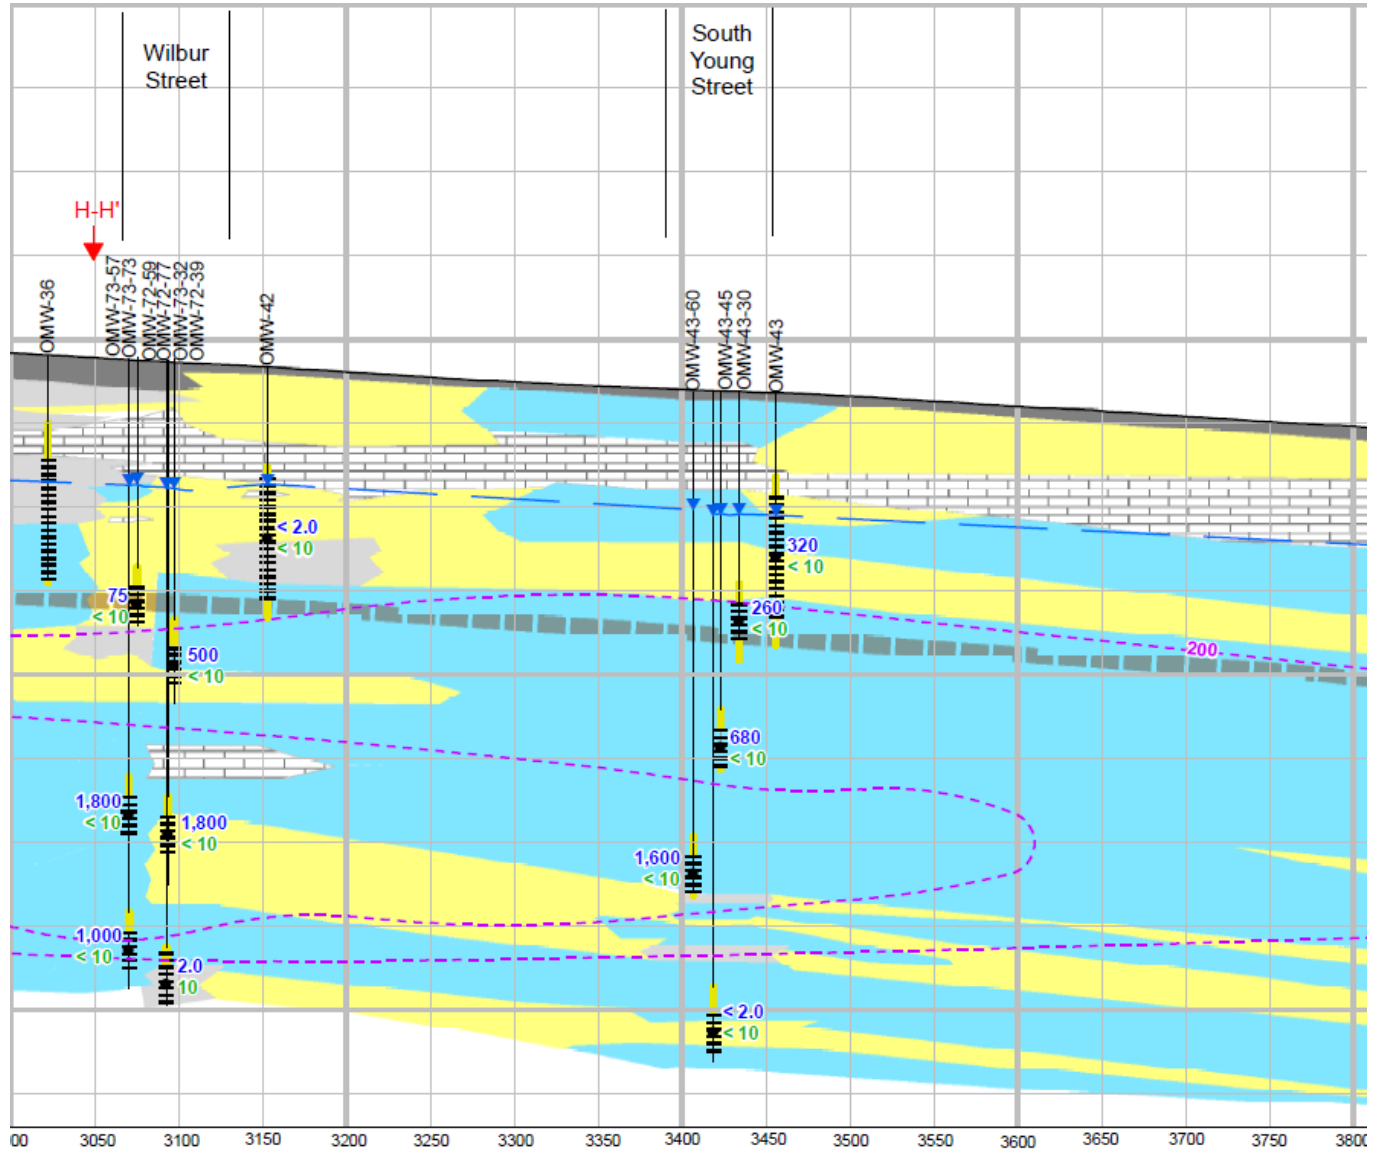 Wilbur
Street
South
Young
Street
H-H'
OMW-36
OMW-73-57
OMW-73-73
OMW-72-59
OMW-72-77
OMW-73-32
OMW-72-39
OMW-42
OMW-43-60
OMW-43-45
OMW-43-30
OMW-43
< 2.0
< 10
320
< 10
75
< 10
260
< 10
500
< 10
200
680
< 10
1,800
< 10
1,800
< 10
1,600
< 10
1,000
< 10
2.0
10
< 2.0
< 10
00 3050 3100 3150 3200 3250 3300 3350 3400 3450 3500 3550 3600 3650 3700 3750 3800